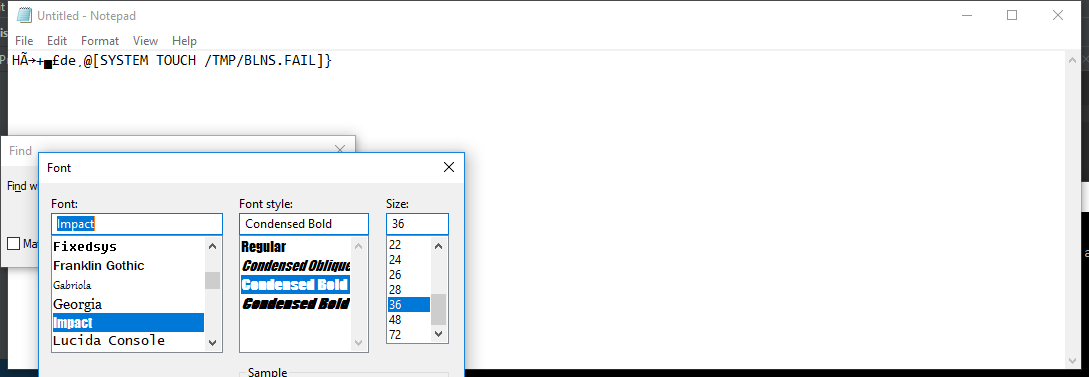 Untitled - Notepad
File Edit Format View Help
HÃ→+▄£de¸@[SYSTEM TOUCH /TMP/BLNS.FAIL]}
Find
Find
Font
Font:
Font style:
Size:
Impact
Condensed Bold
36
Fixedsys
Franklin Gothic
Gabriola
Georgia
Impact
Lucida Console
Regular
Condensed Oblique
Condensed Bold
Condensed Bold
22
24
26
28
36
48
72
Sample